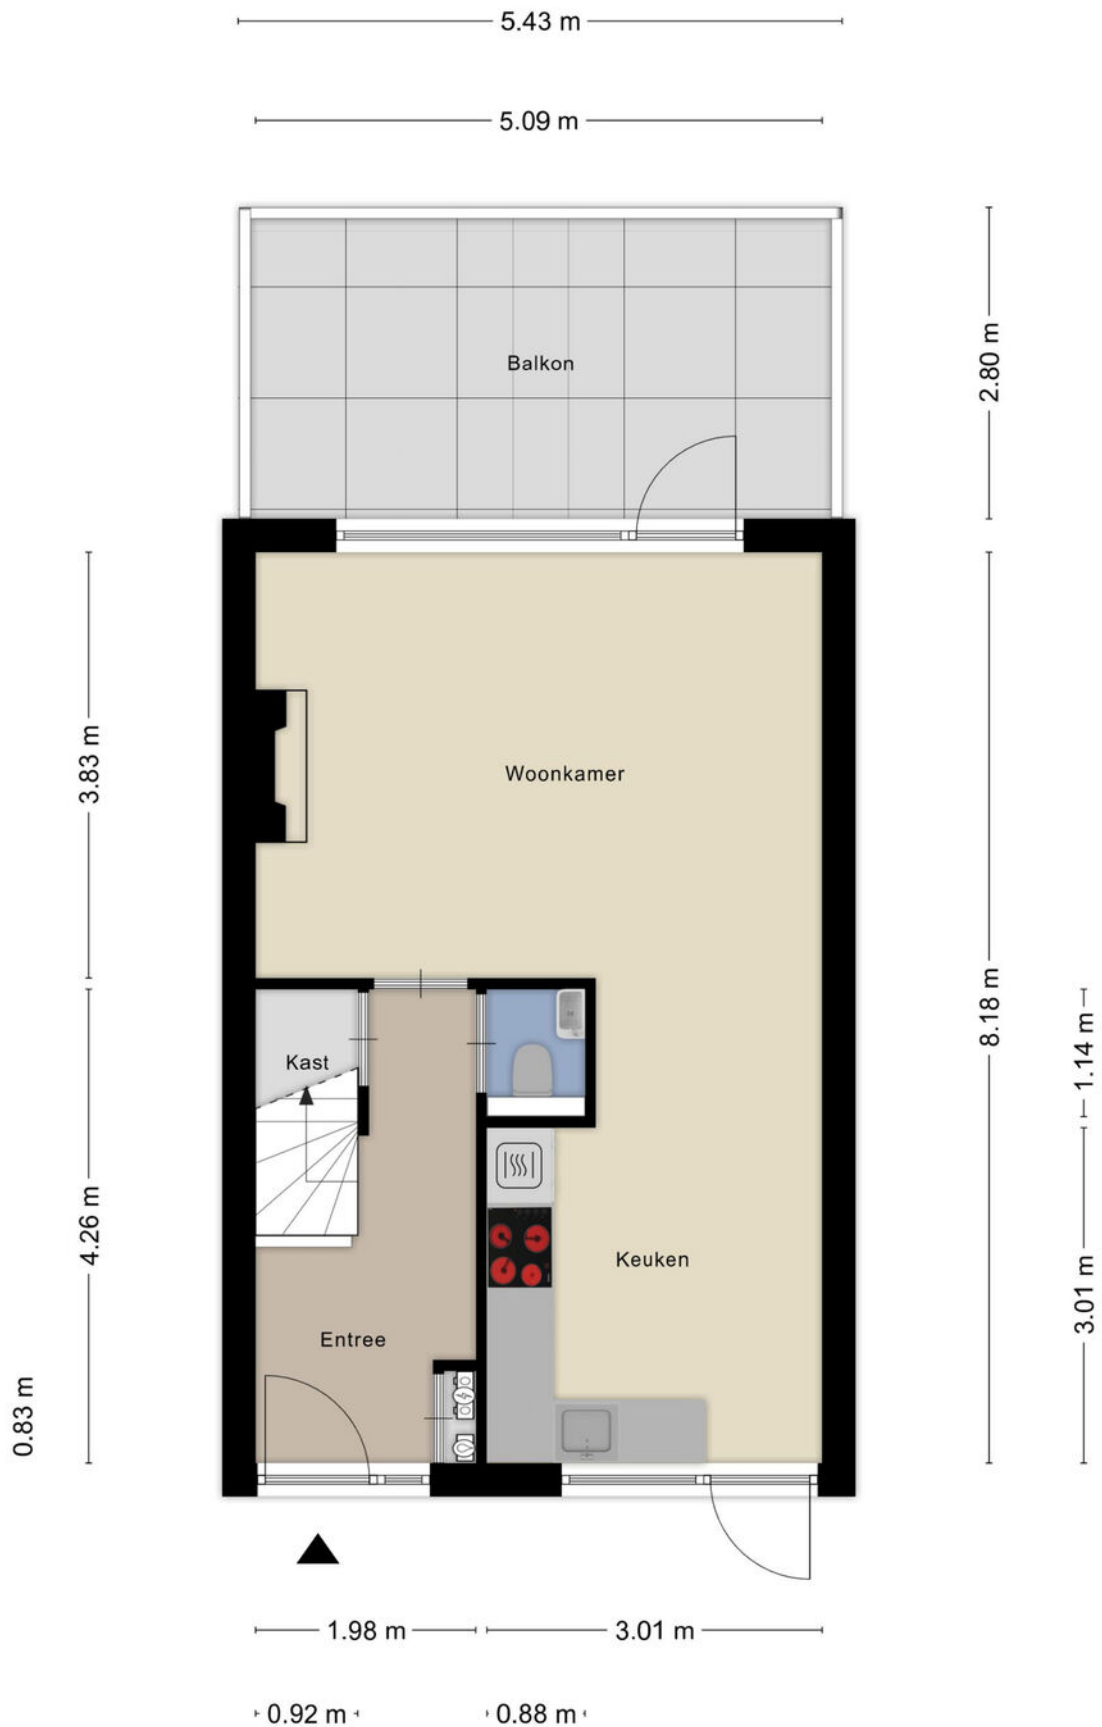 5.43 m
5.09 m
2.80 m
Balkon
3.83 m
Woonkamer
8.18 m
1.14 m
Kast
4.26 m
Keuken
3.01 m
Entree
0.83 m
1.98 m
3.01 m
0.92 m
0.88 m